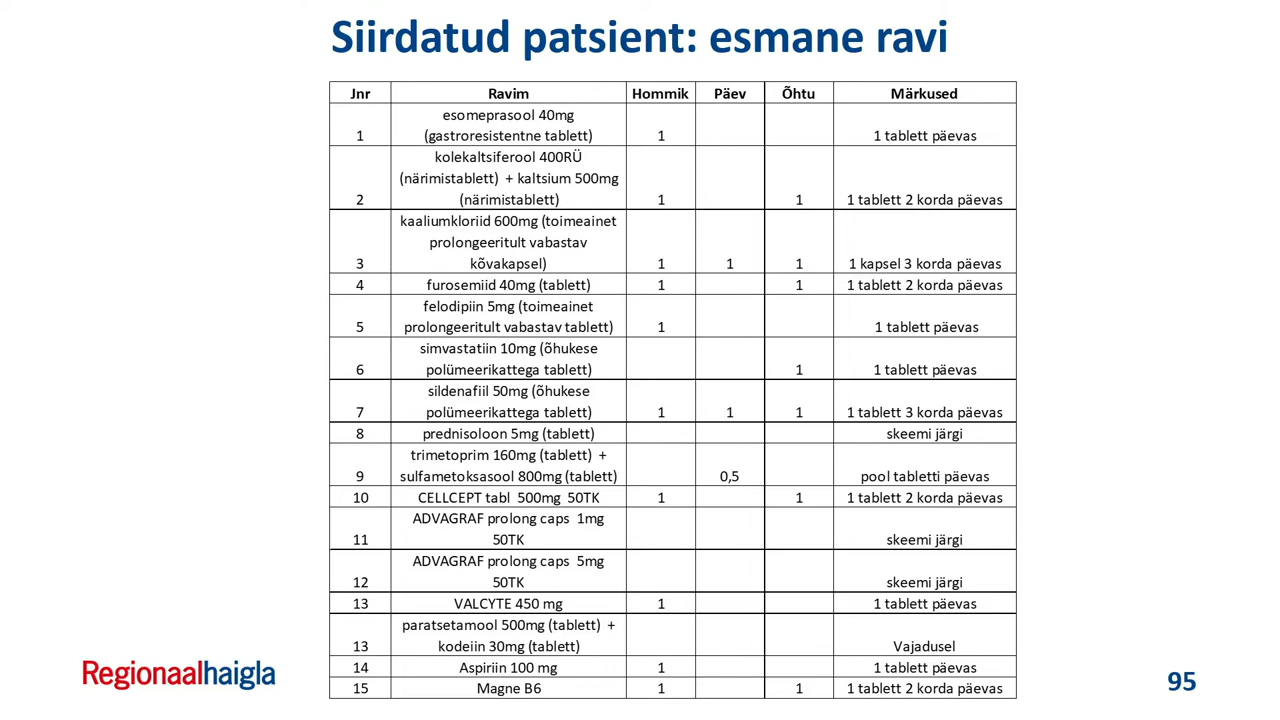 Siirdatud patsient: esmane ravi
Jnr Ravim Hommik Päev Õhtu Märkused
esomeprasool 40mg
1 (gastroresistentne tablett) 1 1 tablett päevas
kolekaltsiferool 400RÜ
(närimistablett) + kaltsium 500mg
2 (närimistablett) 1 1 1 tablett 2 korda päevas
kaaliumkloriid 600mg (toimeainet
prolongeeritult vabastav
3 kõvakapsel) 1 1 1 1 kapsel 3 korda päevas
4 furosemiid 40mg (tablett) 1 1 1 tablett 2 korda päevas
felodipiin 5mg (toimeainet
5 prolongeeritult vabastav tablett) 1 1 tablett päevas
simvastatiin 10mg (õhukese
6 polümeerikattega tablett) 1 1 tablett päevas
sildenafiil 50mg (õhukese
7 polümeerikattega tablett) 1 1 1 1 tablett 3 korda päevas
8 prednisoloon 5mg (tablett) skeemi järgi
trimetoprim 160mg (tablett) +
9 sulfametoksasool 800mg (tablett) 0,5 pool tabletti päevas
10 CELLCEPT tabl 500mg 50TK 1 1 1 tablett 2 korda päevas
ADVAGRAF prolong caps 1mg
11 50TK skeemi järgi
ADVAGRAF prolong caps 5mg
12 50TK skeemi järgi
13 VALCYTE 450 mg 1 1 tablett päevas
paratsetamool 500mg (tablett) +
13 kodeiin 30mg (tablett) Vajadusel
14 Aspiriin 100 mg 1 1 tablett päevas
15 Magne B6 1 1 1 tablett 2 korda päevas
Regionaalhaigla
95